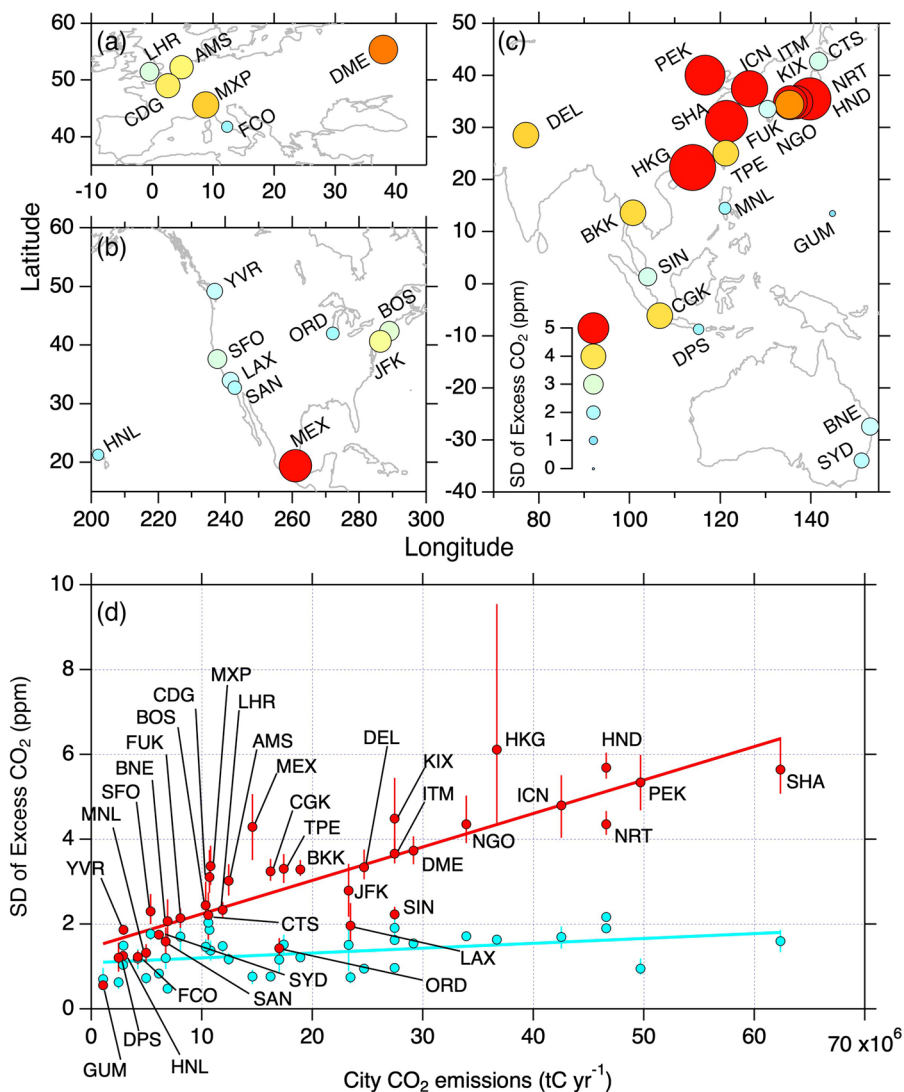 60
50
40
(a)
LHR
AMS
DME
CDG
MXP
FCO
-10
0
10
20
30
40
Latitude
60
50
40
30
20
(b)
YVR
ORD
BOS
SFO
LAX
SAN
JFK
HNL
MEX
200
220
240
260
280
300
50
40
30
20
10
0
-10
-20
-30
-40
(c)
PEK
ICN
ITM
CTS
KIX
NRT
HND
DEL
SHA
FUK
NGO
HKG
TPE
BKK
MNL
GUM
SIN
CGK
DPS
BNE
SYD
SD of Excess CO₂ (ppm)
5
4
3
2
1
0
80
100
120
140
Longitude
(d)
10
8
6
4
2
0
SD of Excess CO₂ (ppm)
MXP
CDG
LHR
BOS
FUK
AMS
DEL
HKG
HND
BNE
MEX
KIX
SFO
ITM
PEK
SHA
MNL
CGK
ICN
TPE
NGO
NRT
YVR
BKK
DME
JFK
SIN
CTS
LAX
SYD
ORD
FCO
SAN
DPS
HNL
GUM
0
10
20
30
40
50
60
70 x10⁶
City CO₂ emissions (tC yr⁻¹)